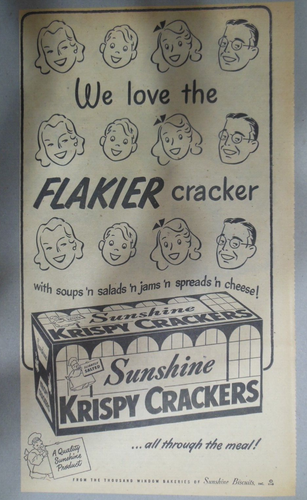 We love the
FLAKIER cracker
with soups 'n salads 'n jams 'n spreads 'n cheese!
Sunshine
KRISPY CRACKERS
SALTED
Sunshine
KRISPY CRACKERS
...all through the meal!
A Quality
Sunshine
Product
FROM THE THOUSAND WINDOW BAKERIES OF Sunshine Biscuits, INC.